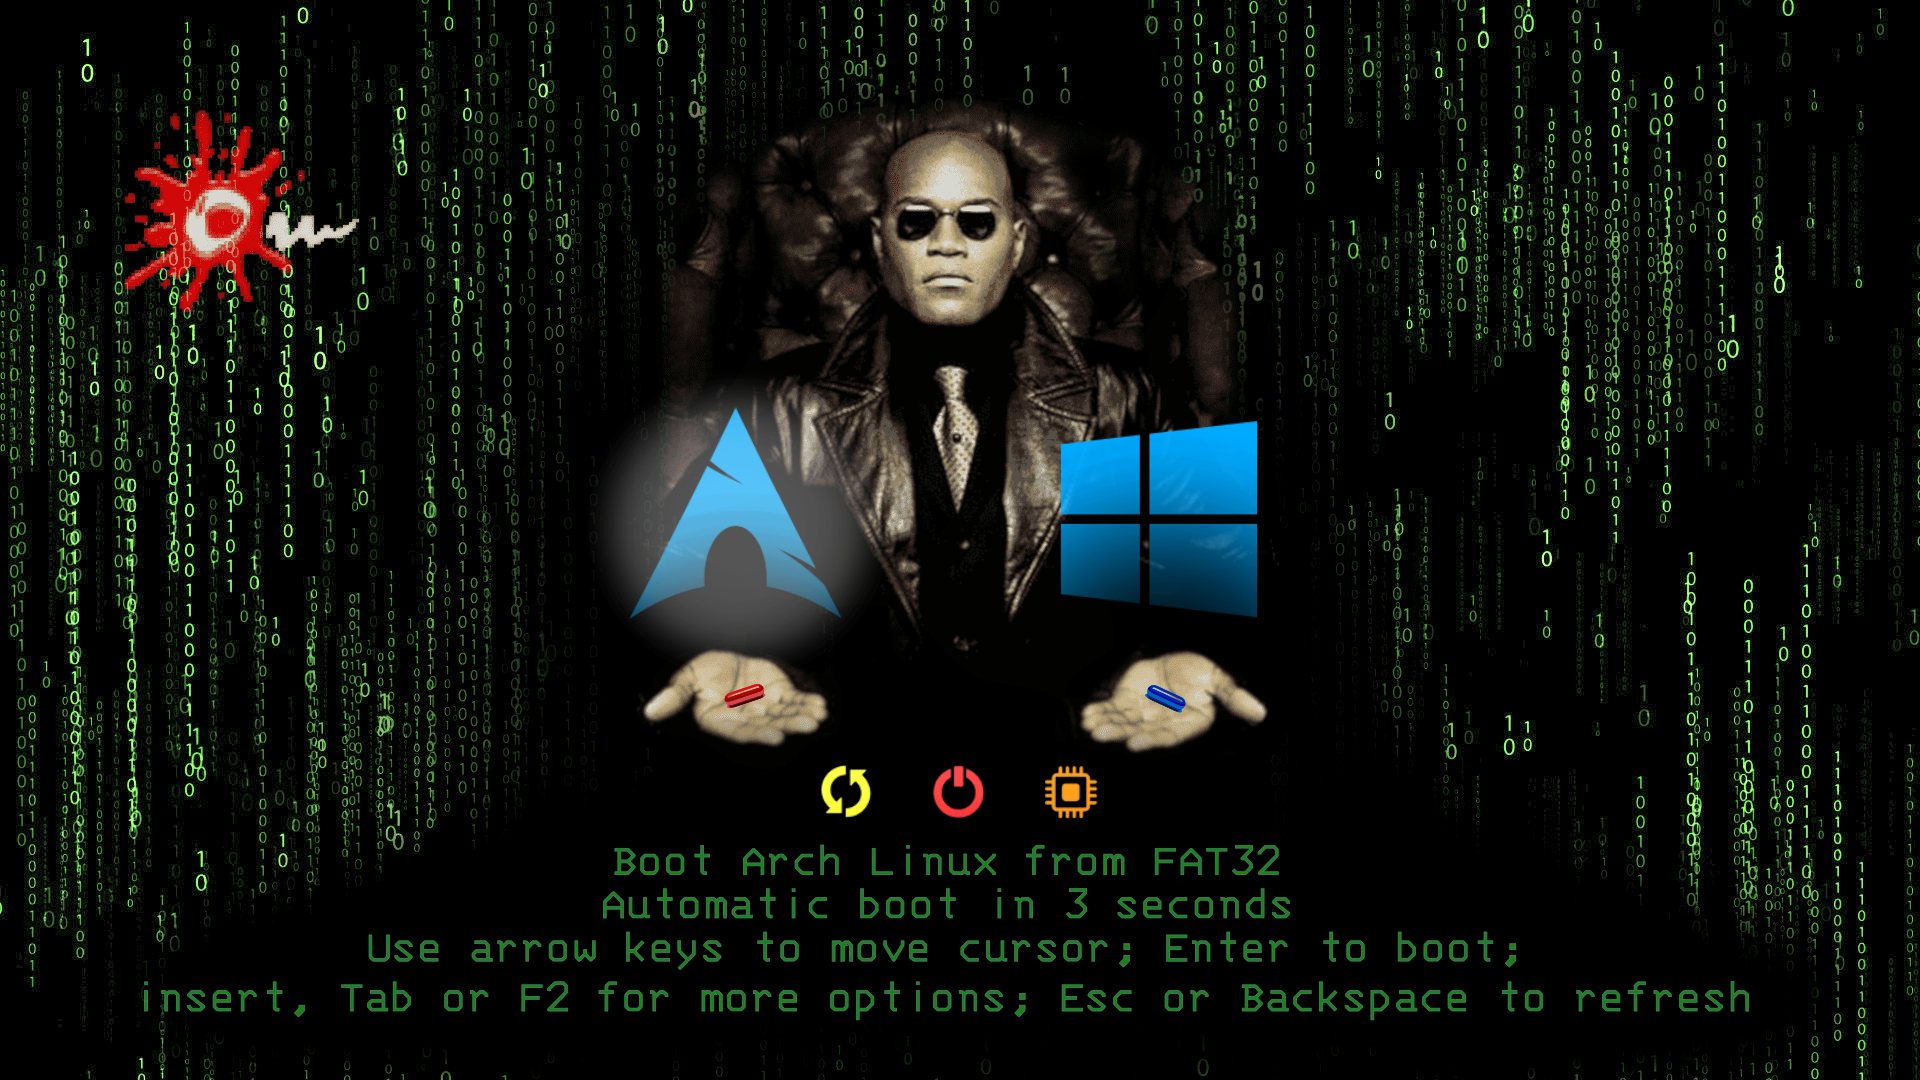 Boot Arch Linux from FAT32
Automatic boot in 3 seconds
Use arrow keys to move cursor; Enter to boot;
insert, Tab or F2 for more options; Esc or Backspace to refresh